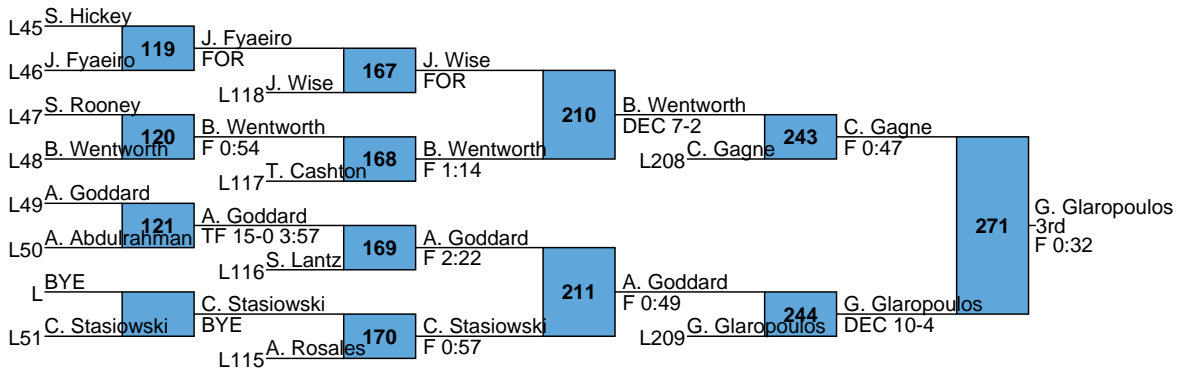 S. Hickey
L45
119
J. Fyaeiro
FOR
J. Fyaeiro
L46
167
J. Wise
FOR
J. Wise
L118
S. Rooney
L47
210
B. Wentworth
DEC 7-2
120
B. Wentworth
F 0:54
B. Wentworth
L48
168
B. Wentworth
F 1:14
T. Cashton
L117
243
C. Gagne
F 0:47
C. Gagne
L208
A. Goddard
L49
121
A. Goddard
TF 15-0 3:57
A. Abdulrahman
L50
169
A. Goddard
F 2:22
S. Lantz
L116
271
G. Glaropoulos
3rd
F 0:32
BYE
L
211
A. Goddard
F 0:49
C. Stasiowski
BYE
C. Stasiowski
L51
170
C. Stasiowski
F 0:57
A. Rosales
L115
244
G. Glaropoulos
DEC 10-4
G. Glaropoulos
L209